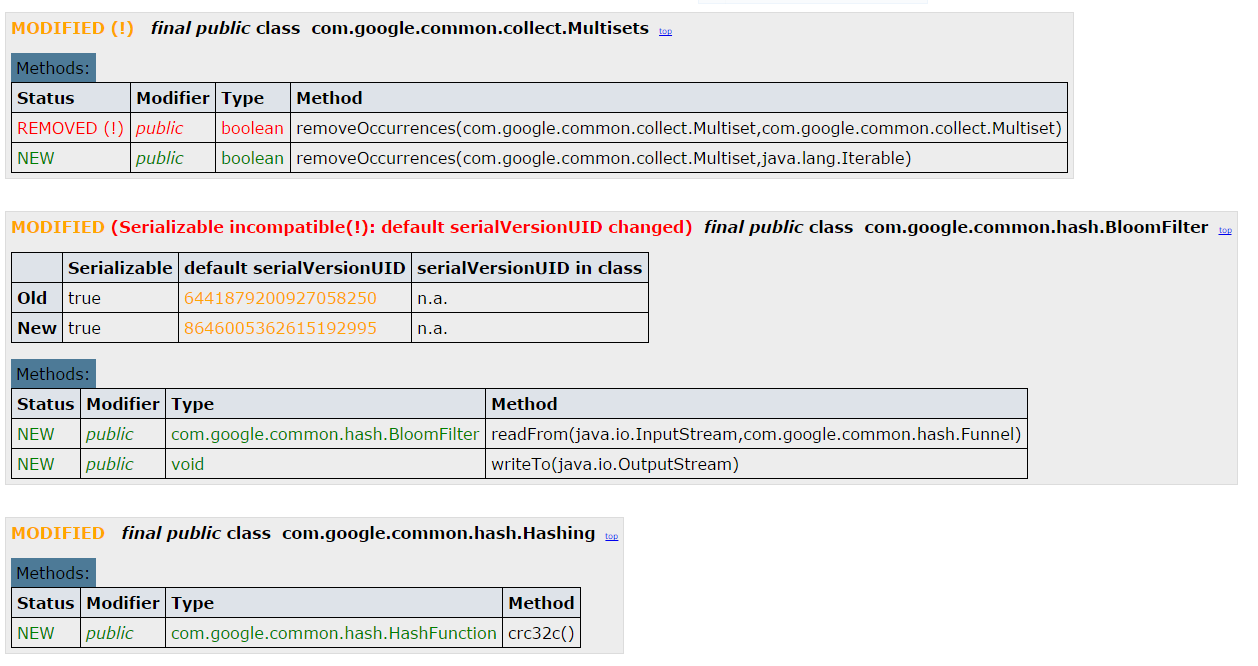 MODIFIED (!) final public class com.google.common.collect.Multisets top
Methods:
Status Modifier Type Method
REMOVED (!) public boolean removeOccurrences(com.google.common.collect.Multiset,com.google.common.collect.Multiset)
NEW public boolean removeOccurrences(com.google.common.collect.Multiset,java.lang.Iterable)
MODIFIED (Serializable incompatible(!): default serialVersionUID changed) final public class com.google.common.hash.BloomFilter top
Serializable default serialVersionUID serialVersionUID in class
Old true 6441879200927058250 n.a.
New true 8646005362615192995 n.a.
Methods:
Status Modifier Type Method
NEW public com.google.common.hash.BloomFilter readFrom(java.io.InputStream,com.google.common.hash.Funnel)
NEW public void writeTo(java.io.OutputStream)
MODIFIED final public class com.google.common.hash.Hashing top
Methods:
Status Modifier Type Method
NEW public com.google.common.hash.HashFunction crc32c()